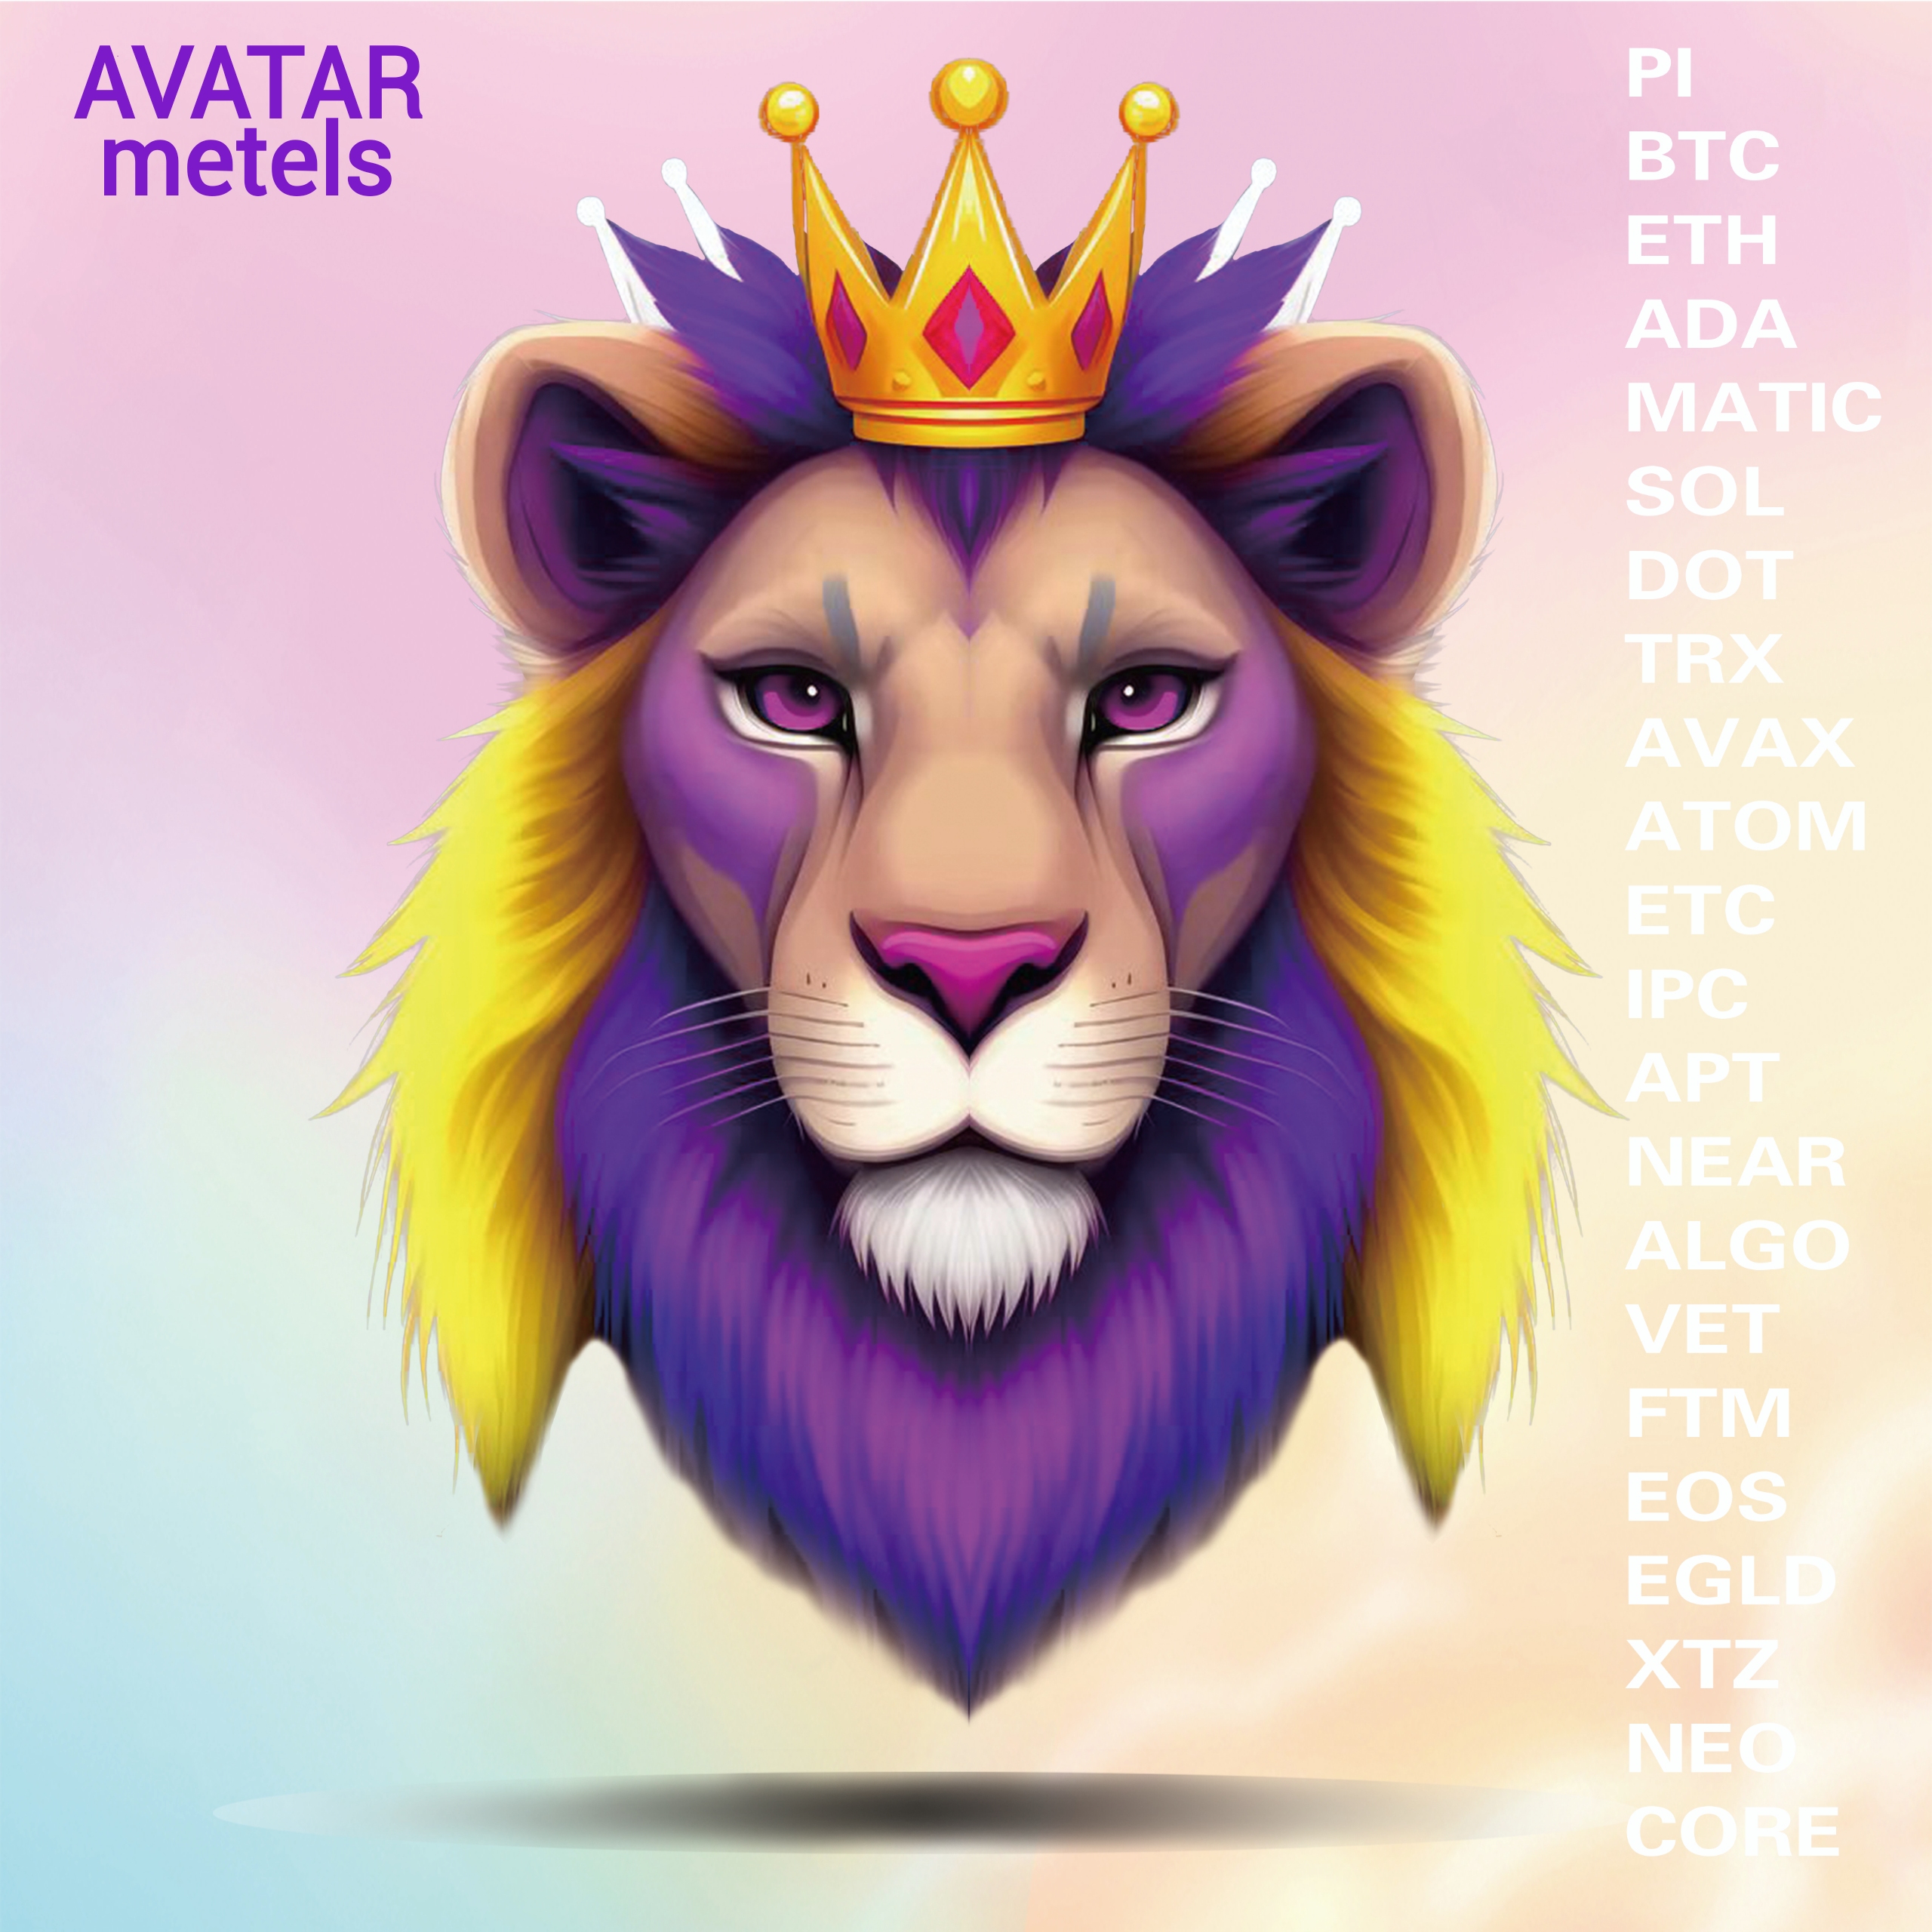 AVATAR
metels
PI
BTC
ETH
ADA
MATIC
SOL
DOT
TRX
AVAX
ATOM
ETC
IPC
APT
NEAR
ALGO
VET
FTM
EOS
EGLD
XTZ
NEO
CORE